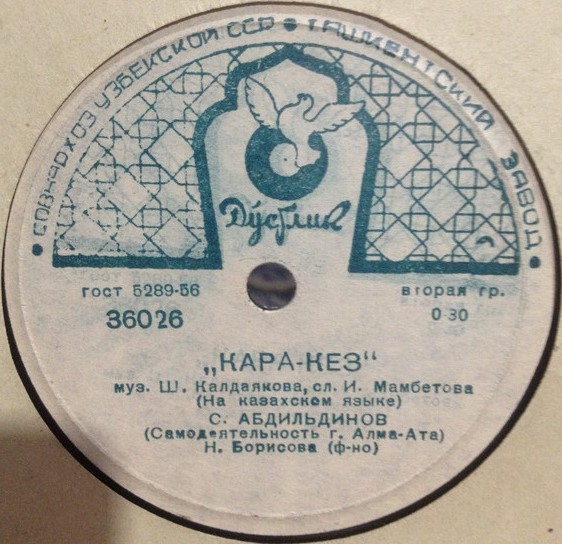 • СОВНАРХОЗ УЗБЕКСКОЙ ССР • ТАШКЕНТСКИЙ ЗАВОД •
Дӯстлик
ГОСТ 5289-56
вторая гр.
36026
0-30
„КАРА-КЕЗ“
муз. Ш. Калдаякова, сл. И. Мамбетова
(На казахском языке)
С. АБДИЛЬДИНОВ
(Самодеятельность г. Алма-Ата)
Н. Борисова (ф-но)